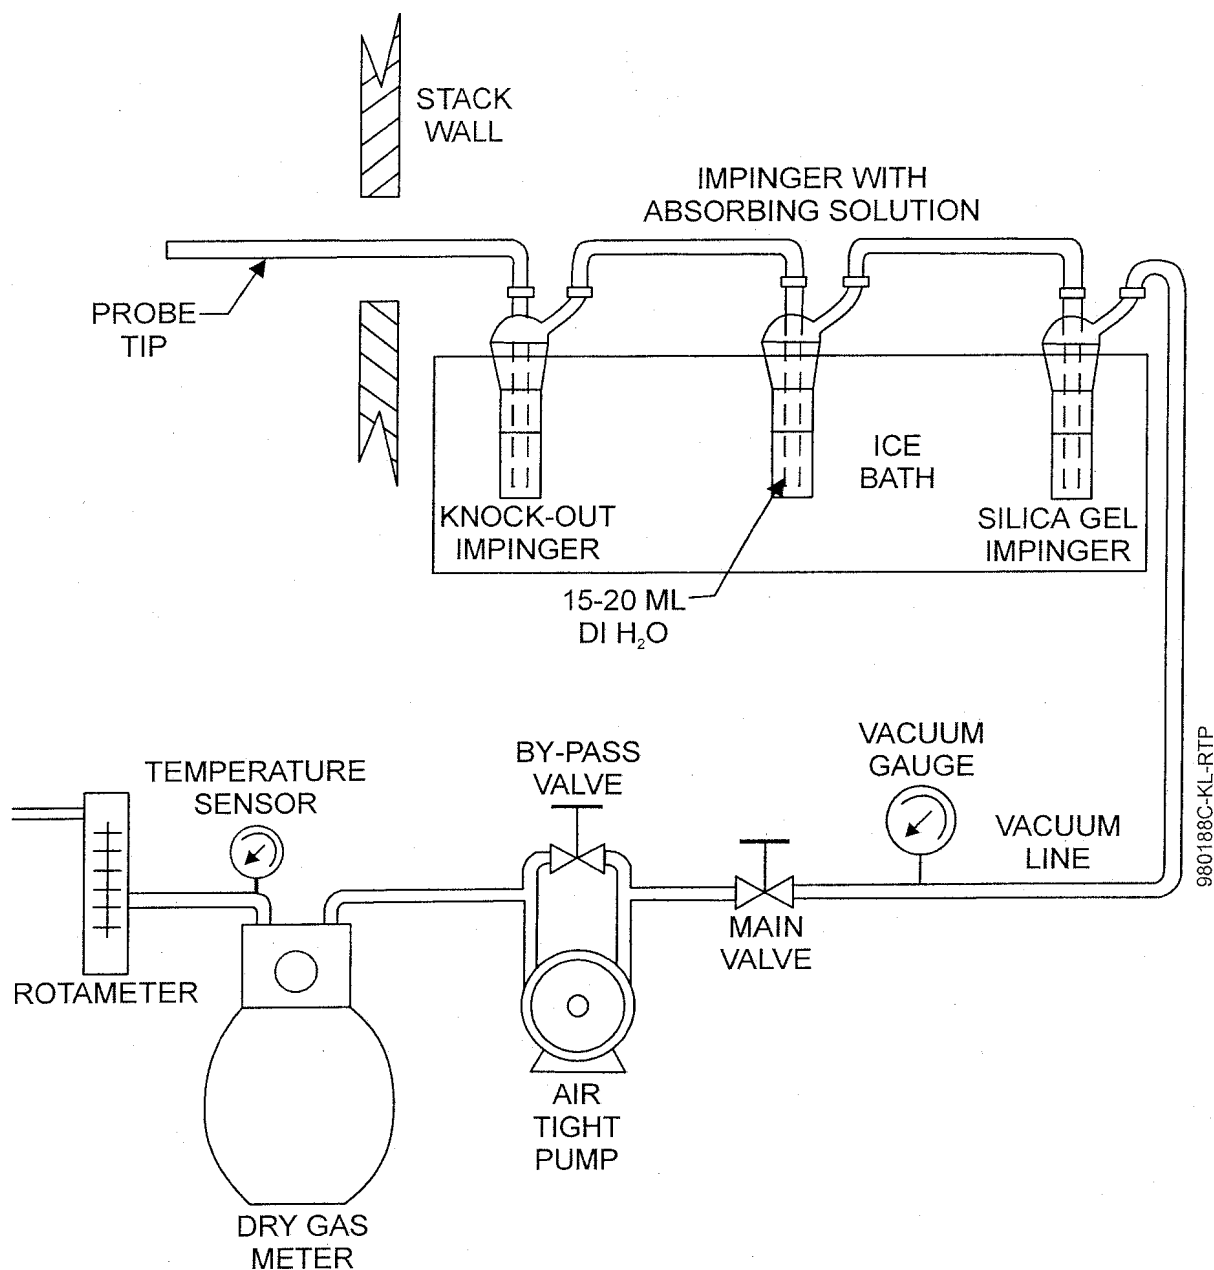 STACK
WALL
IMPINGER WITH
ABSORBING SOLUTION
PROBE
TIP
ICE
BATH
KNOCK-OUT
IMPINGER
SILICA GEL
IMPINGER
15-20 ML
DI H₂O
VACUUM
GAUGE
BY-PASS
VALVE
TEMPERATURE
SENSOR
VACUUM
LINE
MAIN
VALVE
ROTAMETER
AIR
TIGHT
PUMP
DRY GAS
METER
980188C-KL-RTP